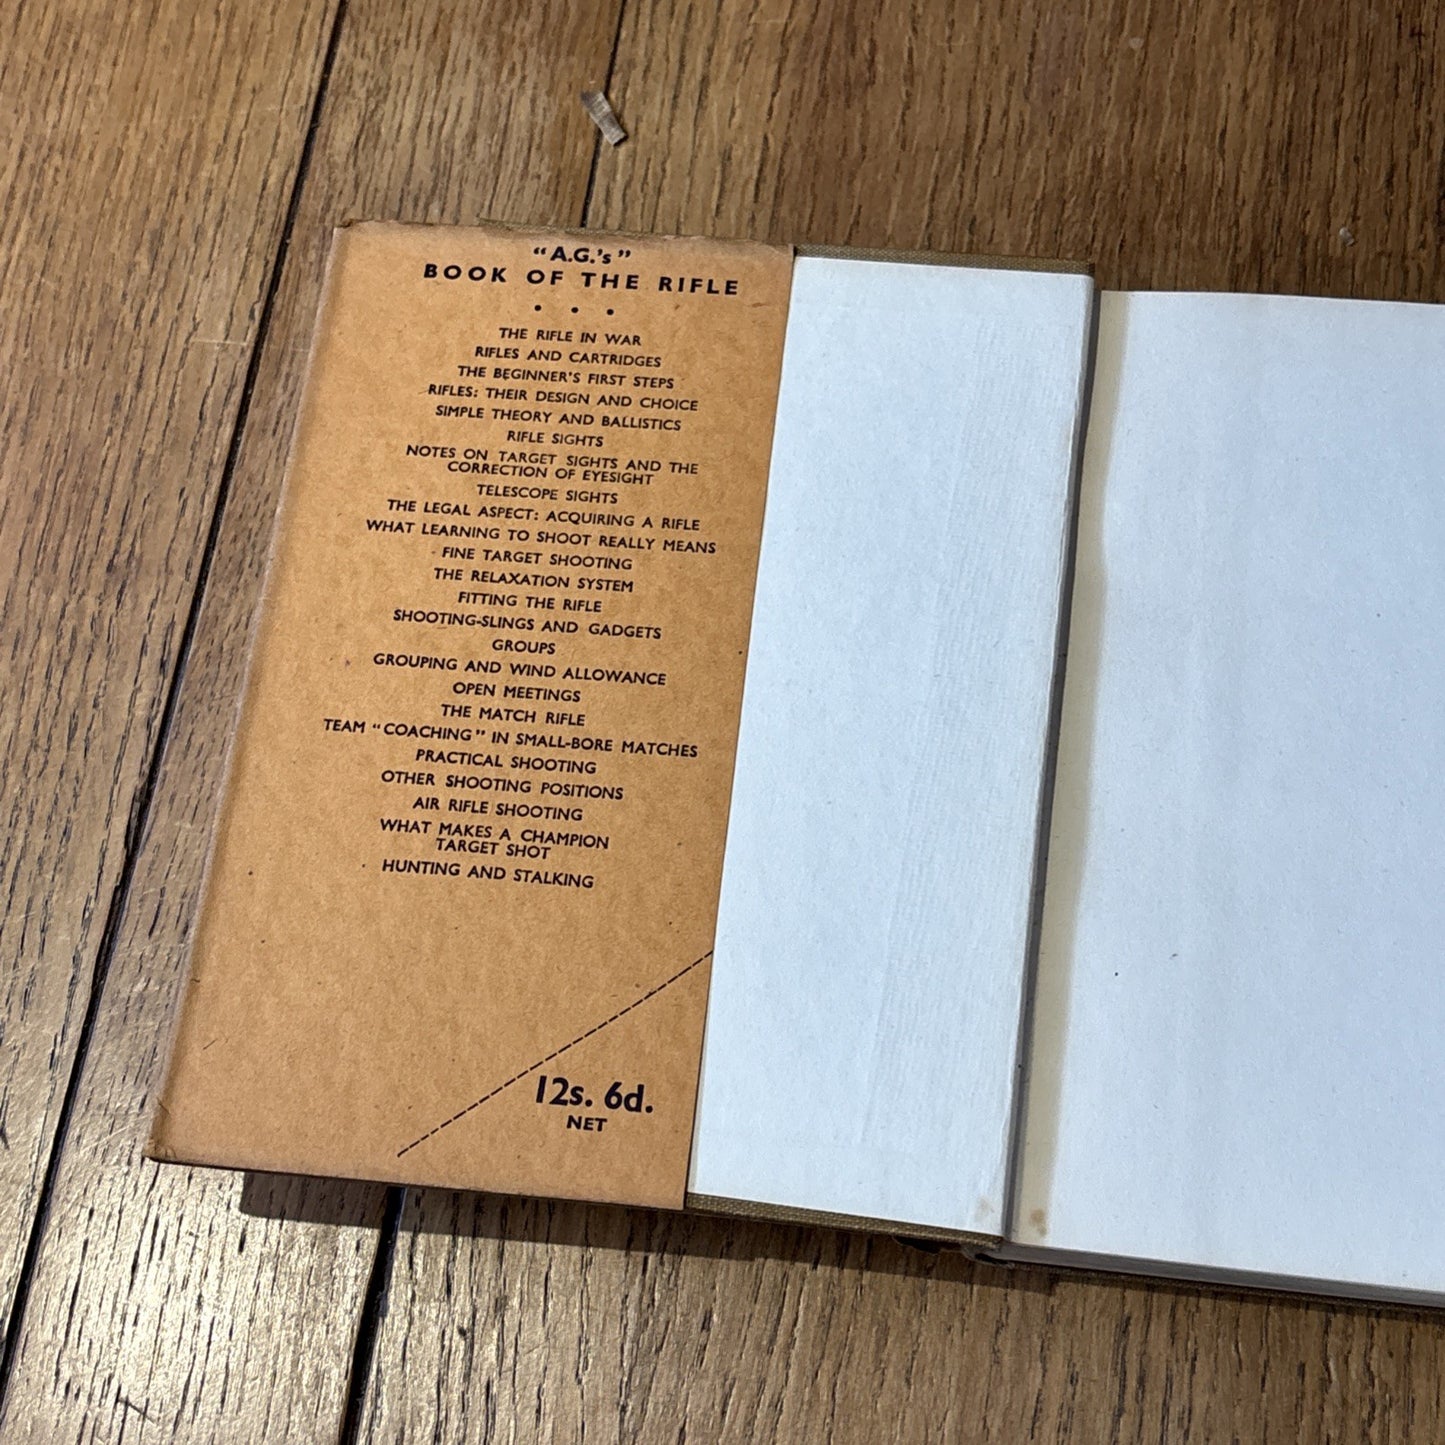 “A.G.’s”
BOOK OF THE RIFLE
• • •
THE RIFLE IN WAR
RIFLES AND CARTRIDGES
THE BEGINNER’S FIRST STEPS
RIFLES: THEIR DESIGN AND CHOICE
SIMPLE THEORY AND BALLISTICS
RIFLE SIGHTS
NOTES ON TARGET SIGHTS AND THE
CORRECTION OF EYESIGHT
TELESCOPE SIGHTS
THE LEGAL ASPECT: ACQUIRING A RIFLE
WHAT LEARNING TO SHOOT REALLY MEANS
FINE TARGET SHOOTING
THE RELAXATION SYSTEM
FITTING THE RIFLE
SHOOTING-SLINGS AND GADGETS
GROUPS
GROUPING AND WIND ALLOWANCE
OPEN MEETINGS
THE MATCH RIFLE
TEAM “COACHING” IN SMALL-BORE MATCHES
PRACTICAL SHOOTING
OTHER SHOOTING POSITIONS
AIR RIFLE SHOOTING
WHAT MAKES A CHAMPION
TARGET SHOT
HUNTING AND STALKING
12s. 6d.
NET